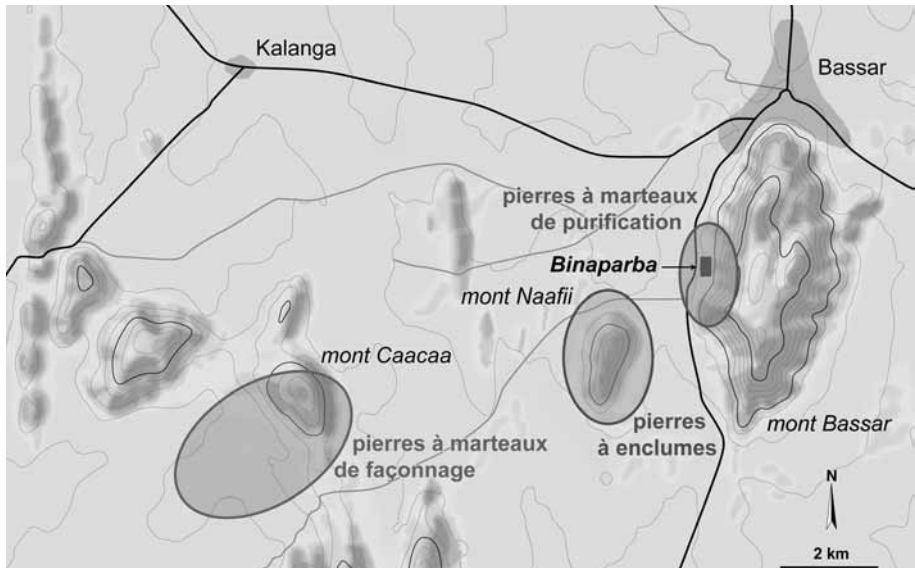 Kalanga
Bassar
pierres à marteaux
de purification
Binaparba
mont Naafii
mont Caacaa
pierres à marteaux
de façonnage
pierres
à enclumes
mont Bassar
N
2 km